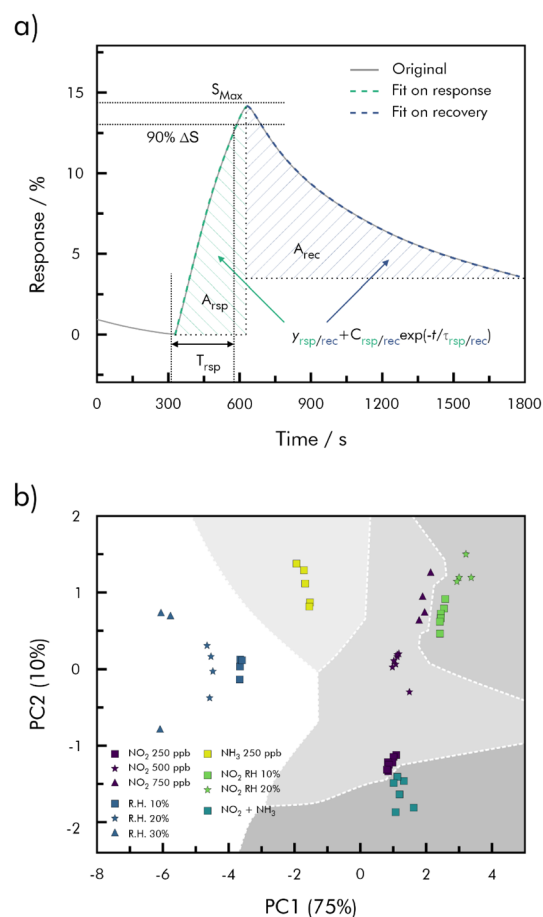 a)
Response / %
15
10
5
0
S_Max
90% ΔS
Original
Fit on response
Fit on recovery
A_rec
A_rsp
T_rsp
y_rsp/rec+C_rsp/rec exp(-t/τ_rsp/rec)
0 300 600 900 1200 1500 1800
Time / s
b)
PC2 (10%)
2
1
0
-1
-2
NO₂ 250 ppb
NO₂ 500 ppb
NO₂ 750 ppb
R.H. 10%
R.H. 20%
R.H. 30%
NH₃ 250 ppb
NO₂ RH 10%
NO₂ RH 20%
NO₂ + NH₃
-8 -6 -4 -2 0 2 4
PC1 (75%)